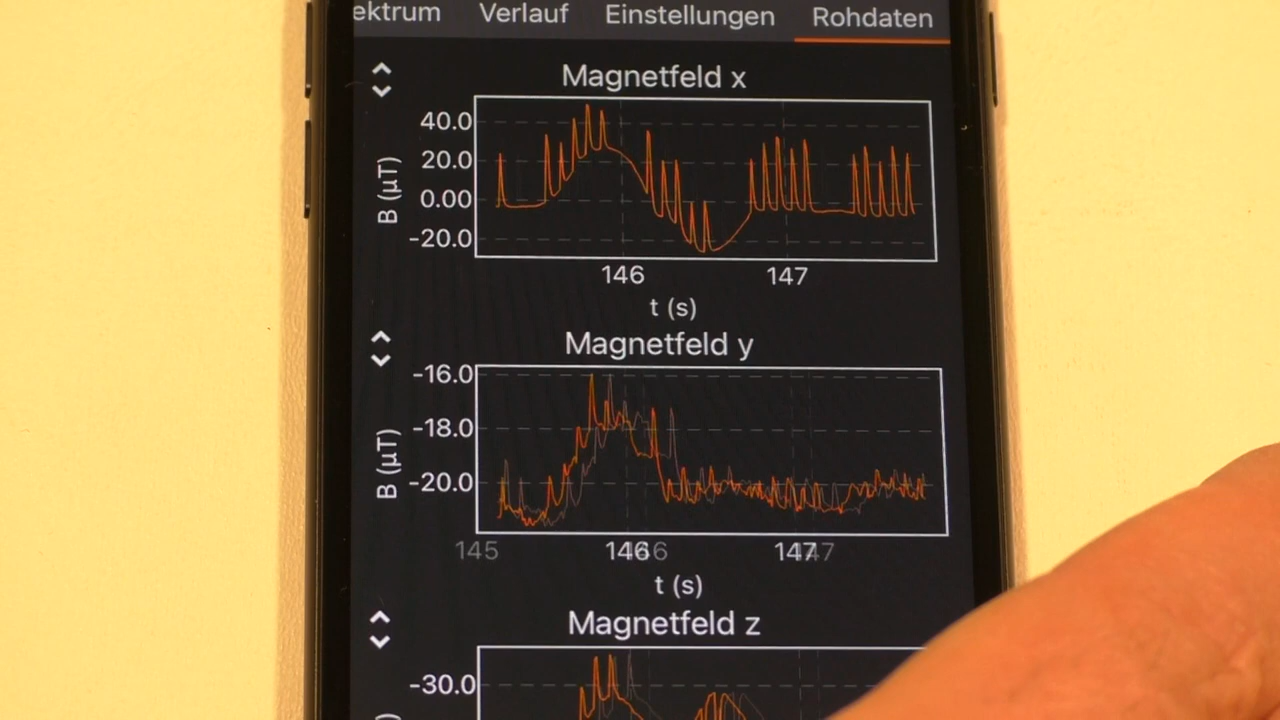 ektrum Verlauf Einstellungen Rohdaten
Magnetfeld x
40.0
20.0
0.00
-20.0
B (µT)
146 147
t (s)
Magnetfeld y
-16.0
-18.0
-20.0
B (µT)
145 146 147
t (s)
Magnetfeld z
-30.0